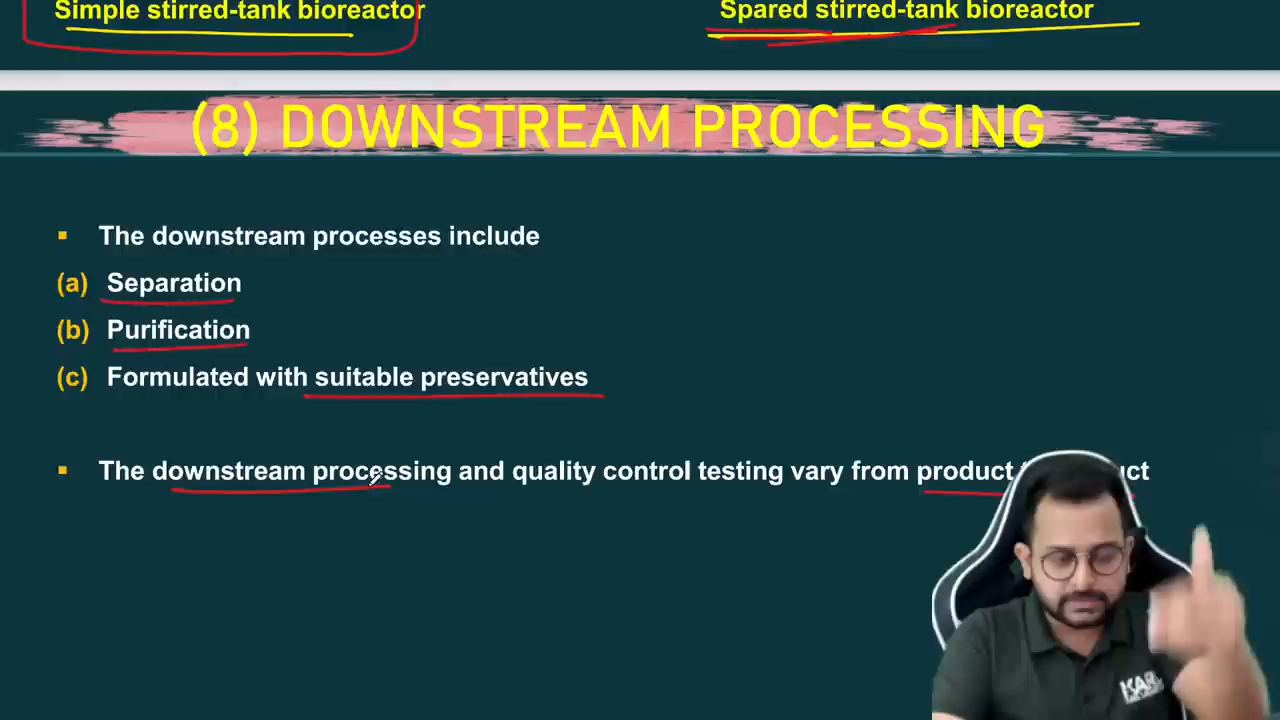 Simple stirred-tank bioreactor
Spared stirred-tank bioreactor
(8) DOWNSTREAM PROCESSING
▪ The downstream processes include
(a) Separation
(b) Purification
(c) Formulated with suitable preservatives
▪ The downstream processing and quality control testing vary from product